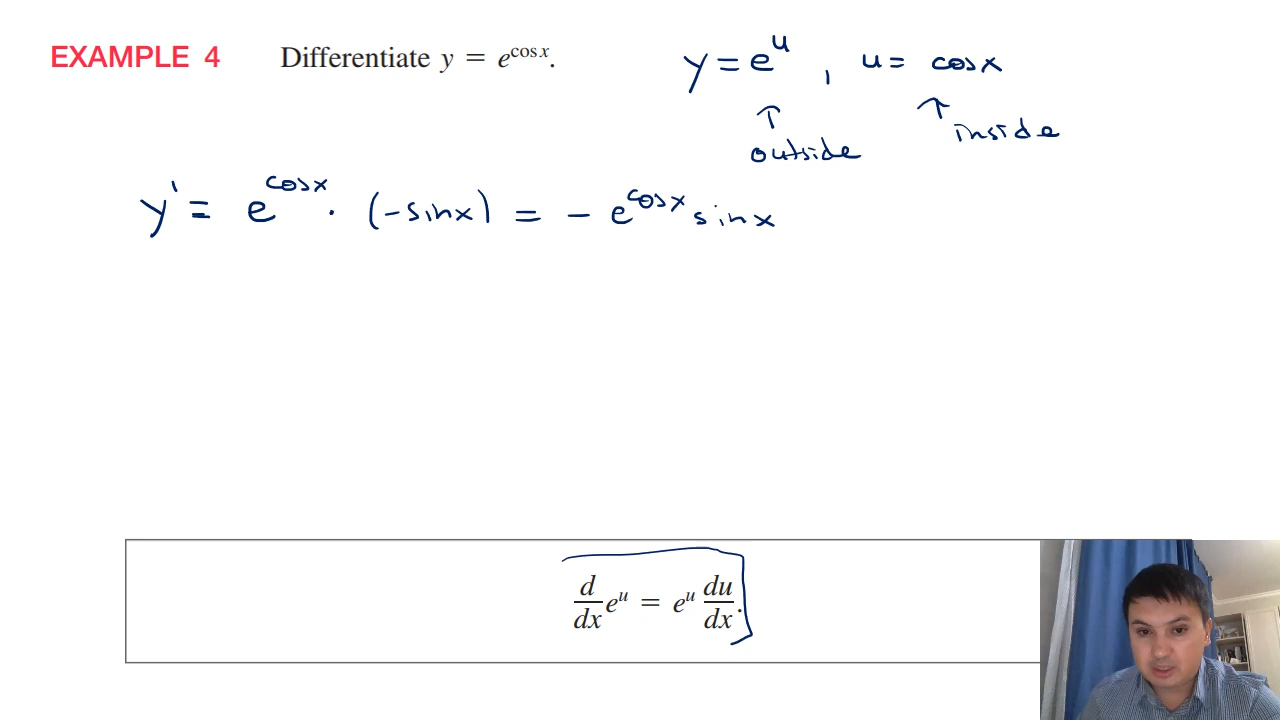 EXAMPLE 4 Differentiate y = e^{cos x}.
y = e^u , u = cos x
↑ outside ↑ inside
y' = e^{cos x} · (-sin x) = - e^{cos x} sin x
d/dx e^u = e^u du/dx.